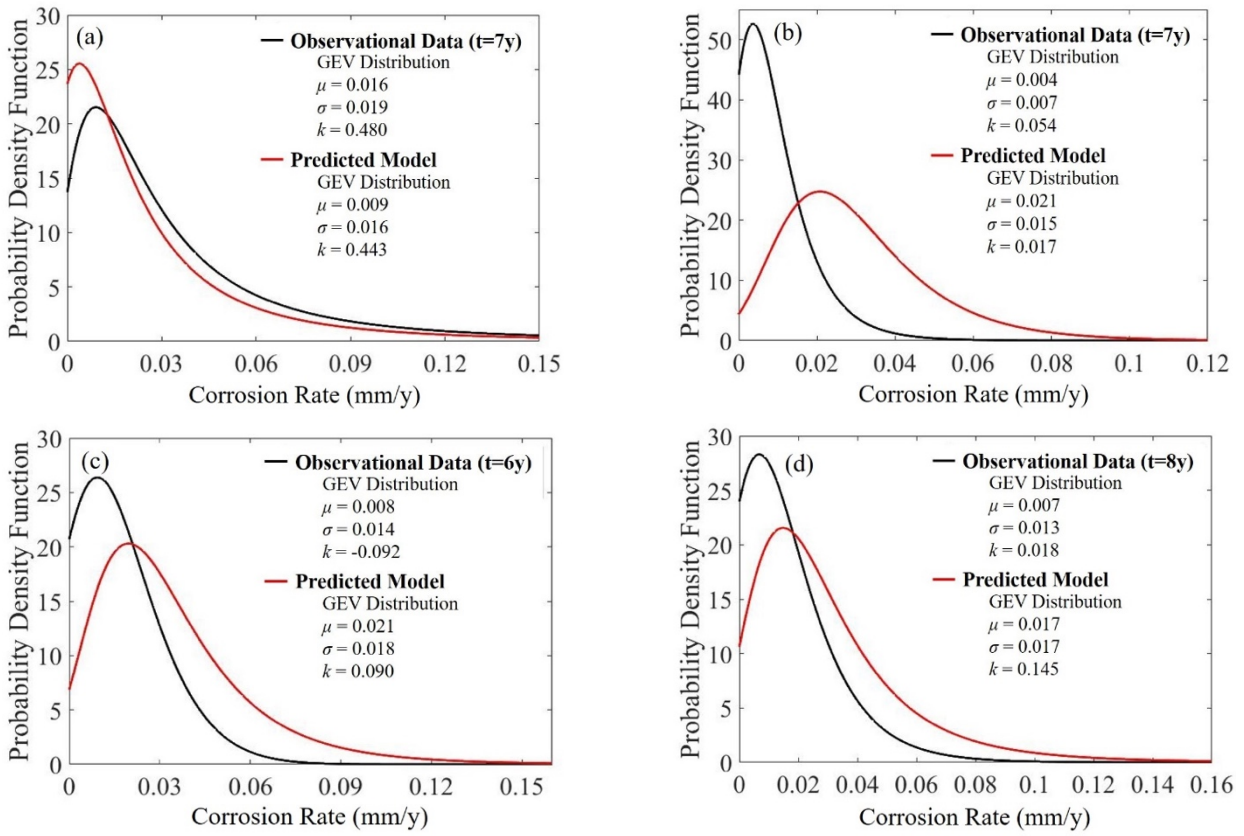 (a)
Observational Data (t=7y)
GEV Distribution
μ = 0.016
σ = 0.019
k = 0.480
Predicted Model
GEV Distribution
μ = 0.009
σ = 0.016
k = 0.443
Probability Density Function
30
25
20
15
10
5
0
0 0.03 0.06 0.09 0.12 0.15
Corrosion Rate (mm/y)
(b)
Observational Data (t=7y)
GEV Distribution
μ = 0.004
σ = 0.007
k = 0.054
Predicted Model
GEV Distribution
μ = 0.021
σ = 0.015
k = 0.017
Probability Density Function
50
40
30
20
10
0
0 0.02 0.04 0.06 0.08 0.1 0.12
Corrosion Rate (mm/y)
(c)
Observational Data (t=6y)
GEV Distribution
μ = 0.008
σ = 0.014
k = -0.092
Predicted Model
GEV Distribution
μ = 0.021
σ = 0.018
k = 0.090
Probability Density Function
30
25
20
15
10
5
0
0 0.03 0.06 0.09 0.12 0.15
Corrosion Rate (mm/y)
(d)
Observational Data (t=8y)
GEV Distribution
μ = 0.007
σ = 0.013
k = 0.018
Predicted Model
GEV Distribution
μ = 0.017
σ = 0.017
k = 0.145
Probability Density Function
30
25
20
15
10
5
0
0 0.02 0.04 0.06 0.08 0.1 0.12 0.14 0.16
Corrosion Rate (mm/y)